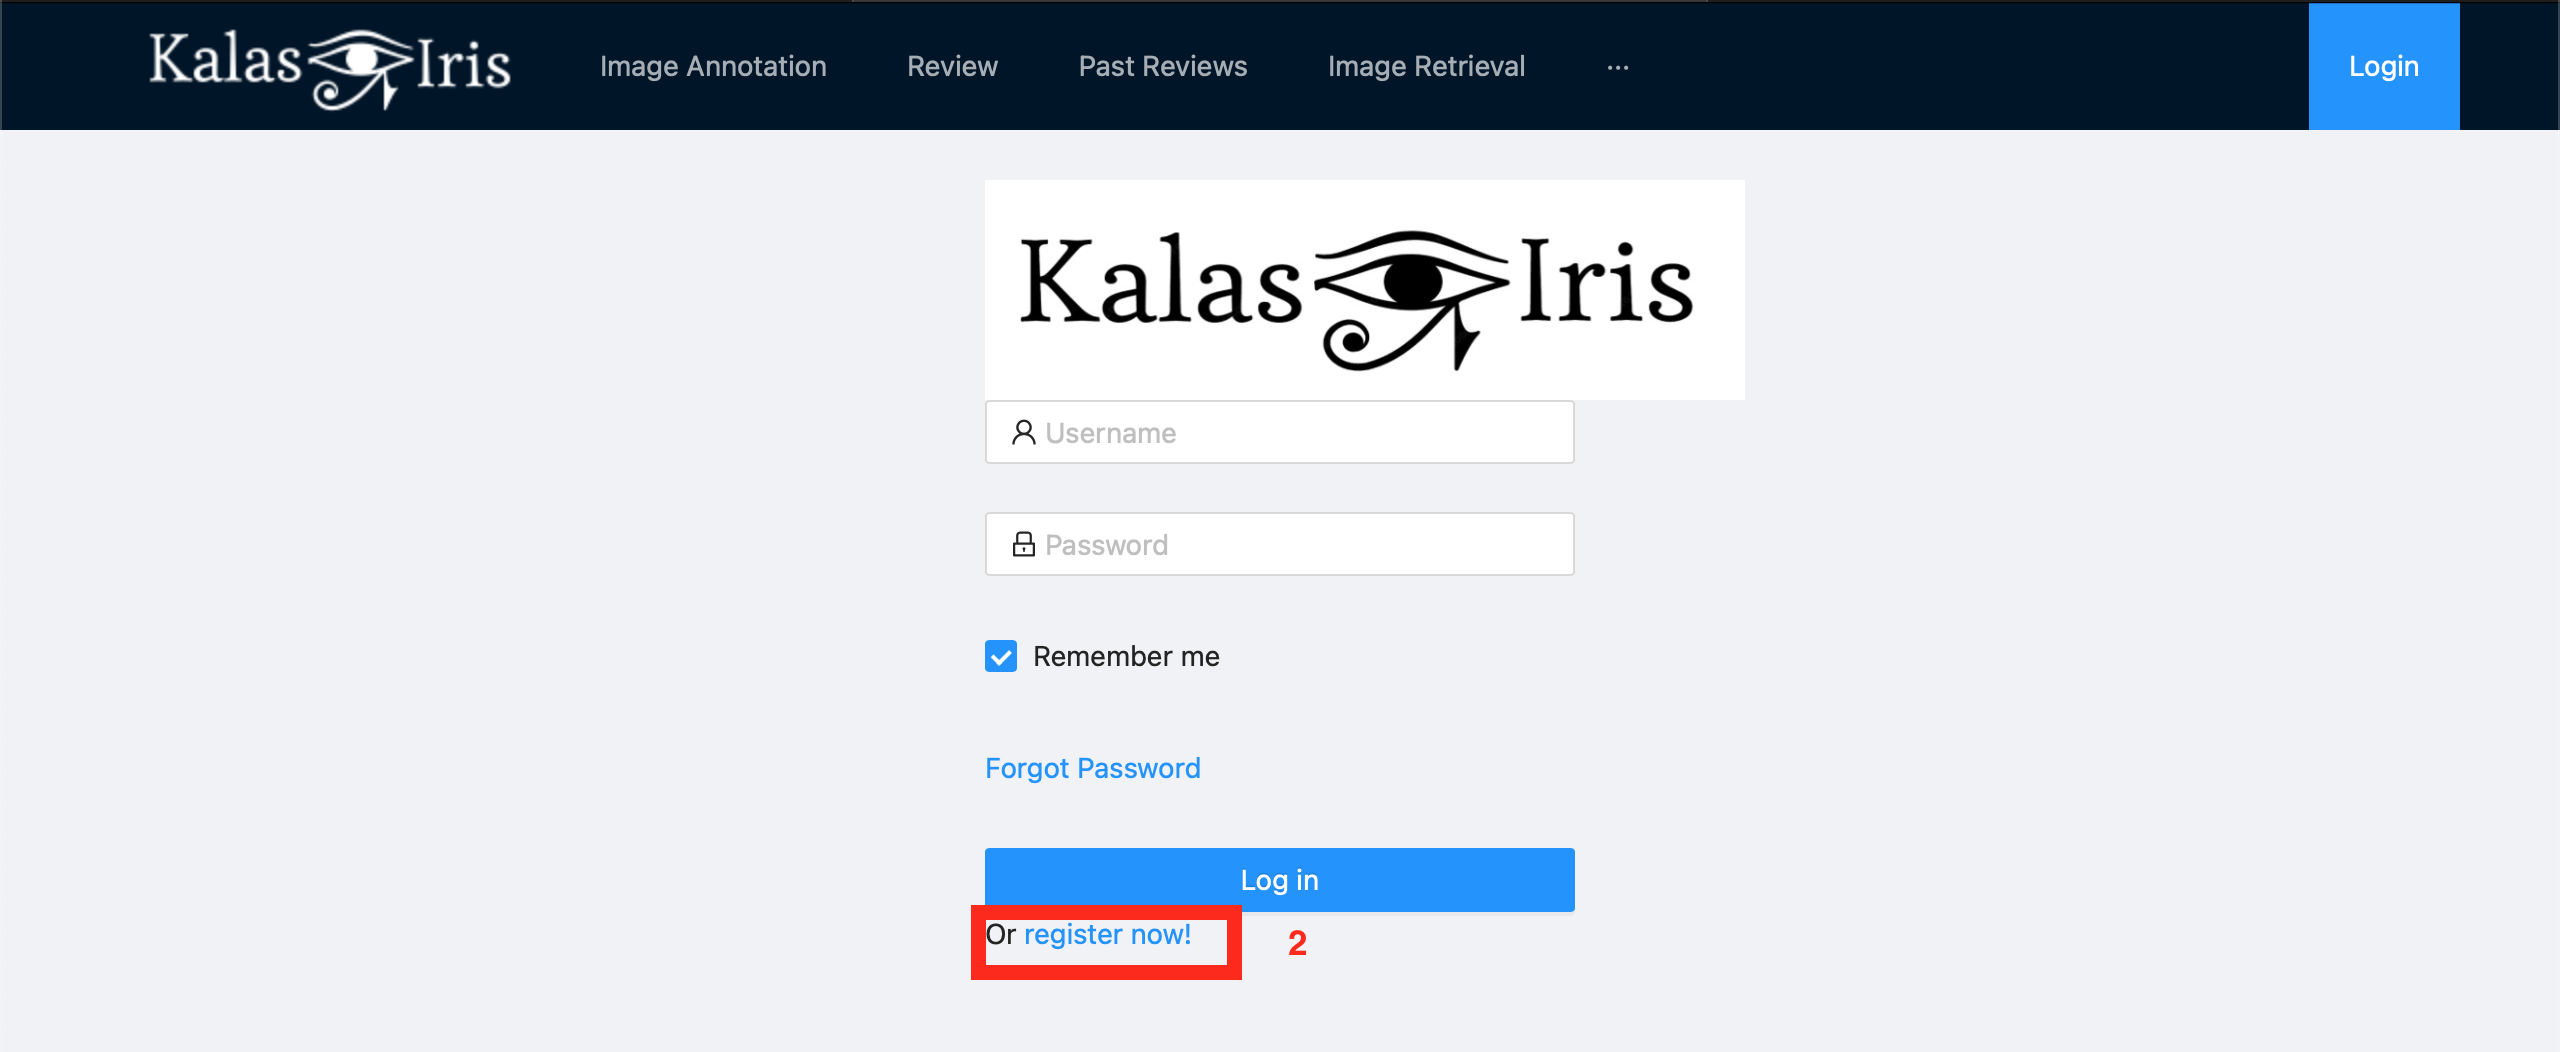 Kalas Iris Image Annotation Review Past Reviews Image Retrieval ... Login
Kalas Iris
Username
Password
Remember me
Forgot Password
Log in
Or register now! 2